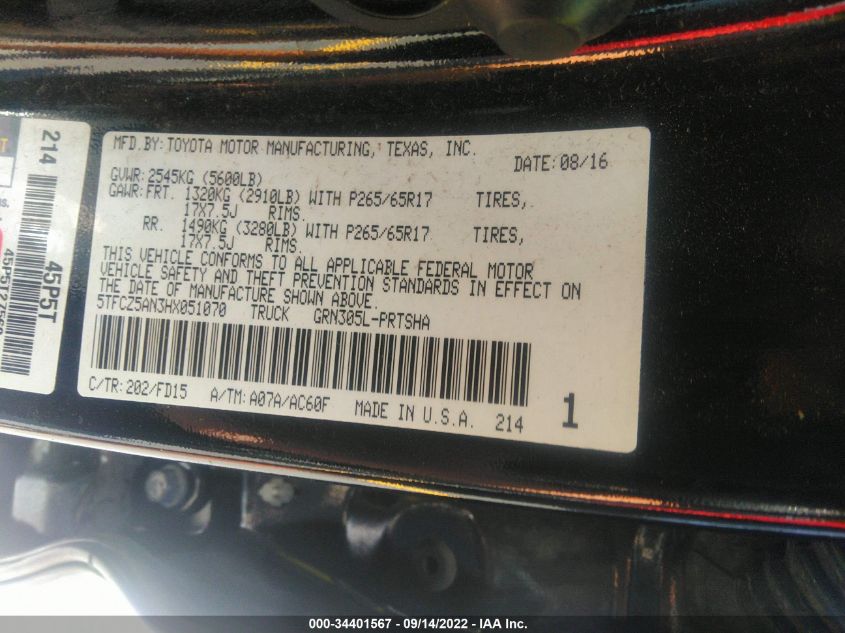 MFD.BY: TOYOTA MOTOR MANUFACTURING, TEXAS, INC.
DATE: 08/16
GVWR: 2545KG (5600LB)
GAWR: FRT. 1320KG (2910LB) WITH P265/65R17 TIRES,
17X7.5J RIMS.
RR. 1490KG (3280LB) WITH P265/65R17 TIRES,
17X7.5J RIMS.
THIS VEHICLE CONFORMS TO ALL APPLICABLE FEDERAL MOTOR
VEHICLE SAFETY AND THEFT PREVENTION STANDARDS IN EFFECT ON
THE DATE OF MANUFACTURE SHOWN ABOVE.
5TFCZ5AN3HX051070 TRUCK GRN305L-PRTSHA
C/TR: 202/FD15 A/TM: A07A/AC60F MADE IN U.S.A. 214
1
214
45P5T
000-34401567 - 09/14/2022 - IAA Inc.